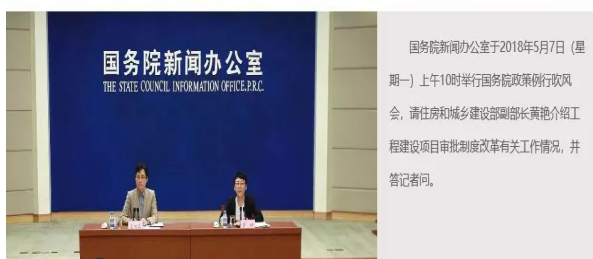 国务院新闻办公室
THE STATE COUNCIL INFORMATION OFFICE,P.R.C.
国务院新闻办公室于2018年5月7日（星
期一）上午10时举行国务院政策例行吹风
会，请住房和城乡建设部副部长黄艳介绍工
程建设项目审批制度改革有关工作情况，并
答记者问。